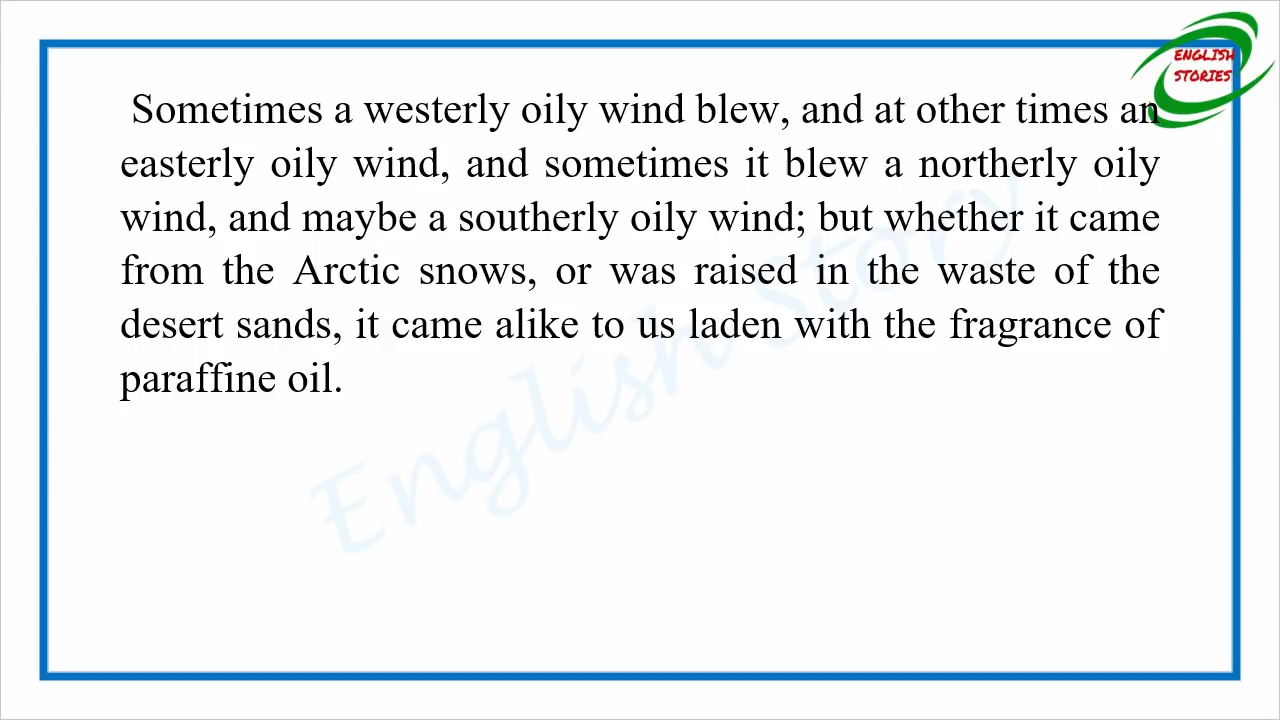 ENGLISH
STORIES
Sometimes a westerly oily wind blew, and at other times an
easterly oily wind, and sometimes it blew a northerly oily
wind, and maybe a southerly oily wind; but whether it came
from the Arctic snows, or was raised in the waste of the
desert sands, it came alike to us laden with the fragrance of
paraffine oil.
English Story